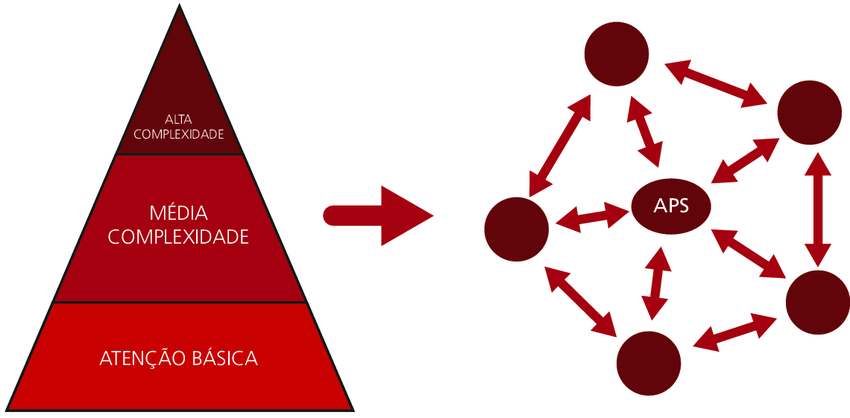 ALTA
COMPLEXIDADE
MÉDIA
COMPLEXIDADE
ATENÇÃO BÁSICA
APS